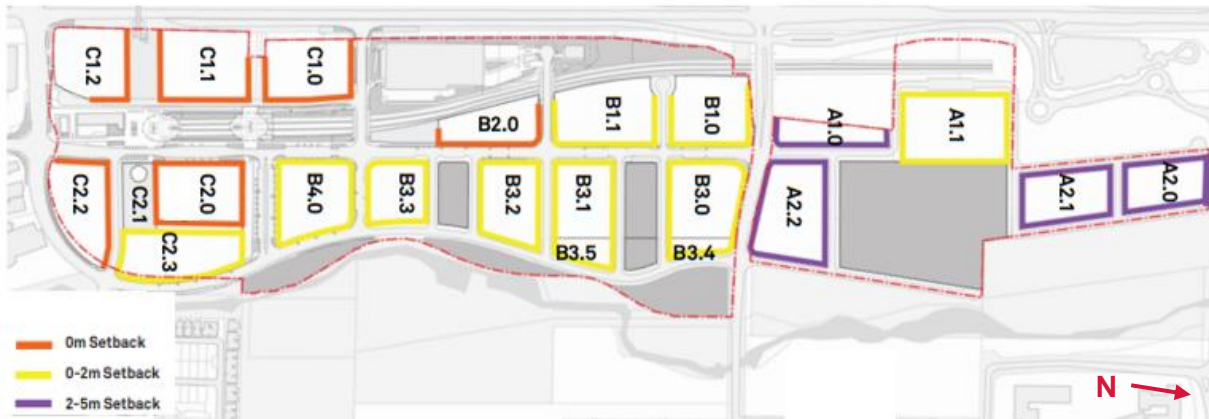 C1.2
C1.1
C1.0
B2.0
B1.1
B1.0
A1.0
A1.1
C2.2
C2.1
C2.0
C2.3
B4.0
B3.3
B3.2
B3.1
B3.5
B3.0
B3.4
A2.2
A2.1
A2.0
0m Setback
0-2m Setback
2-5m Setback
N